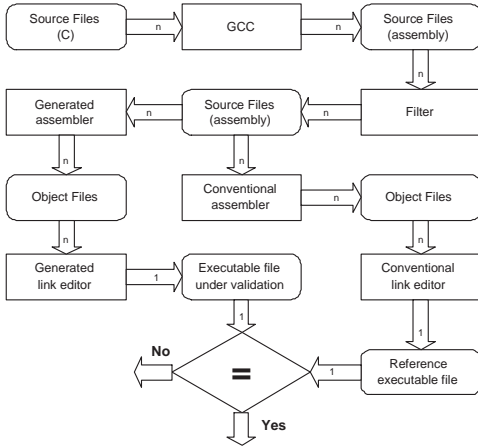 Source Files
(C)
n
GCC
n
Source Files
(assembly)
n
Generated
assembler
n
Source Files
(assembly)
n
Filter
n
n
n
Object Files
Conventional
assembler
n
Object Files
n
n
Generated
link editor
1
Executable file
under validation
Conventional
link editor
1
1
No
=
1
Reference
executable file
Yes